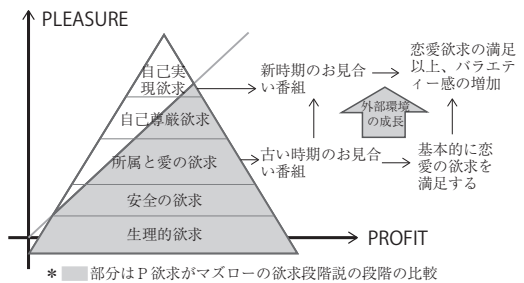 PLEASURE
自己実
現欲求
自己尊厳欲求
所属と愛の欲求
安全の欲求
生理的欲求
新時期のお見合
い番組
恋愛欲求の満足
以上、バラエテ
ィー感の増加
外部環境
の成長
古い時期のお見合
い番組
基本的に恋
愛の欲求を
満足する
PROFIT
* 部分はP欲求がマズローの欲求段階説の段階の比較